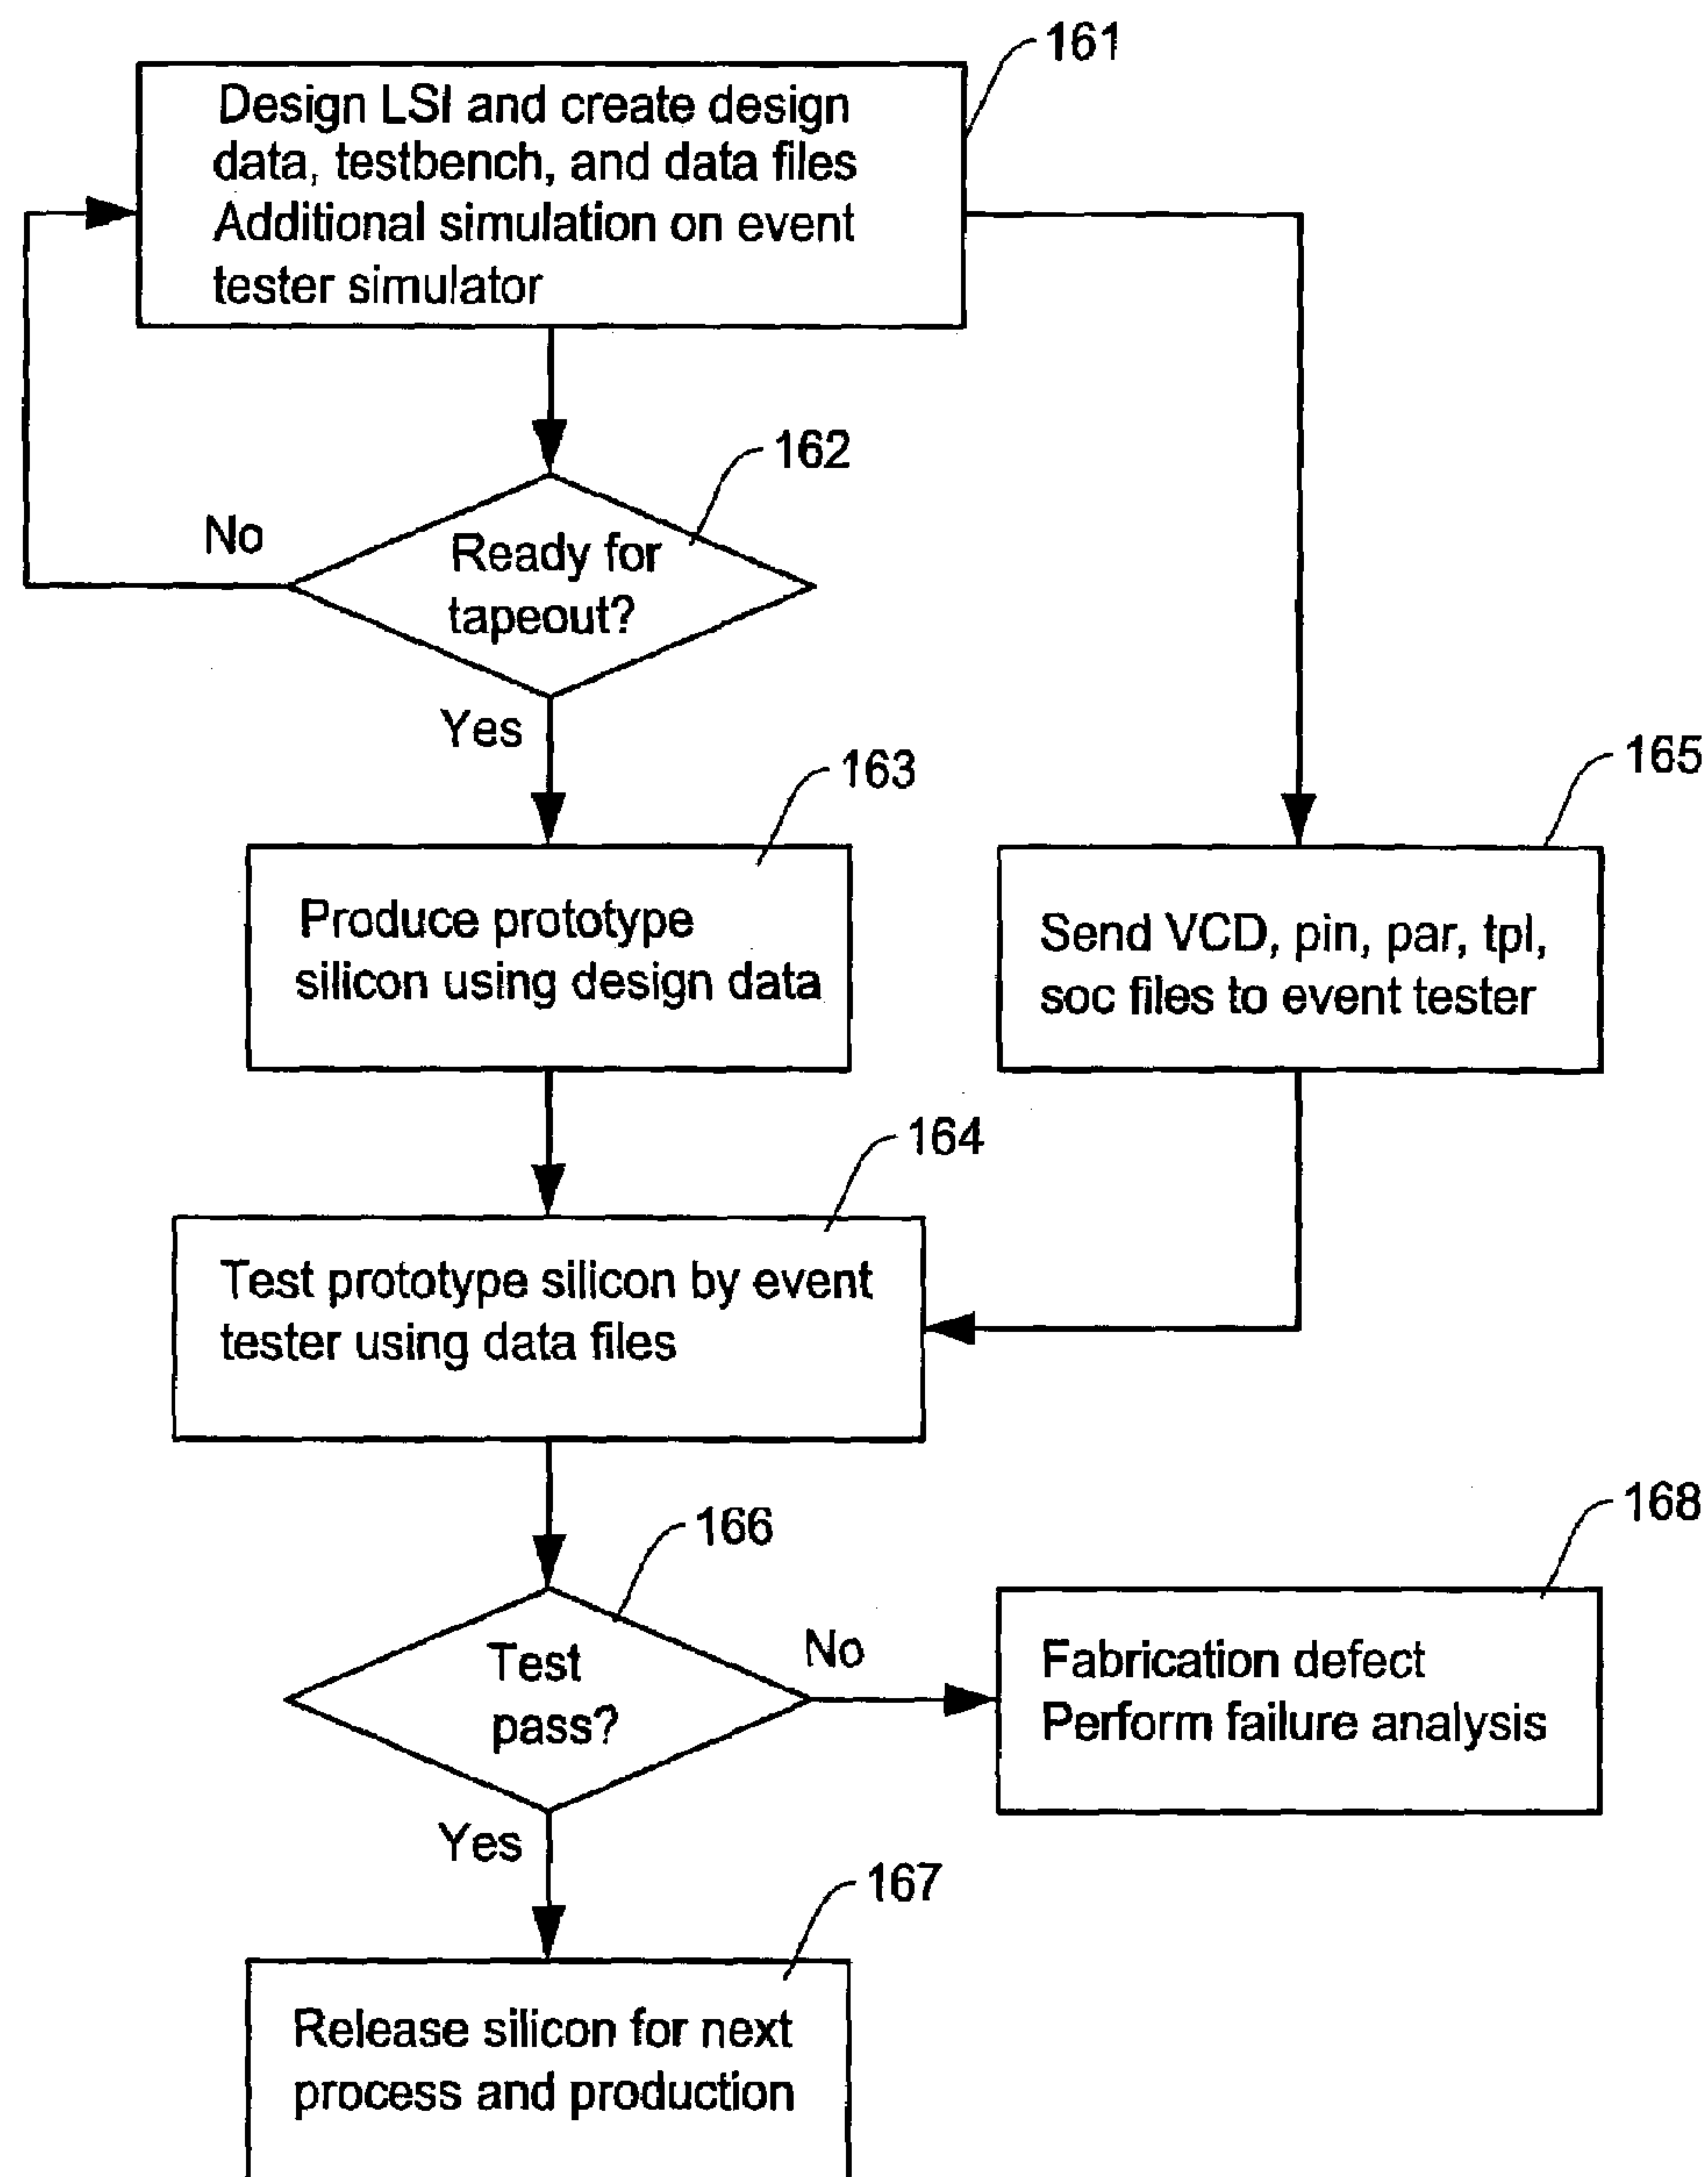 161
Design LSI and create design
data, testbench, and data files
Additional simulation on event
tester simulator
162
No
Ready for
tapeout?
Yes
163
165
Produce prototype
silicon using design data
Send VCD, pin, par, tpl,
soc files to event tester
164
Test prototype silicon by event
tester using data files
166
168
Test
pass?
No
Fabrication defect
Perform failure analysis
Yes
167
Release silicon for next
process and production